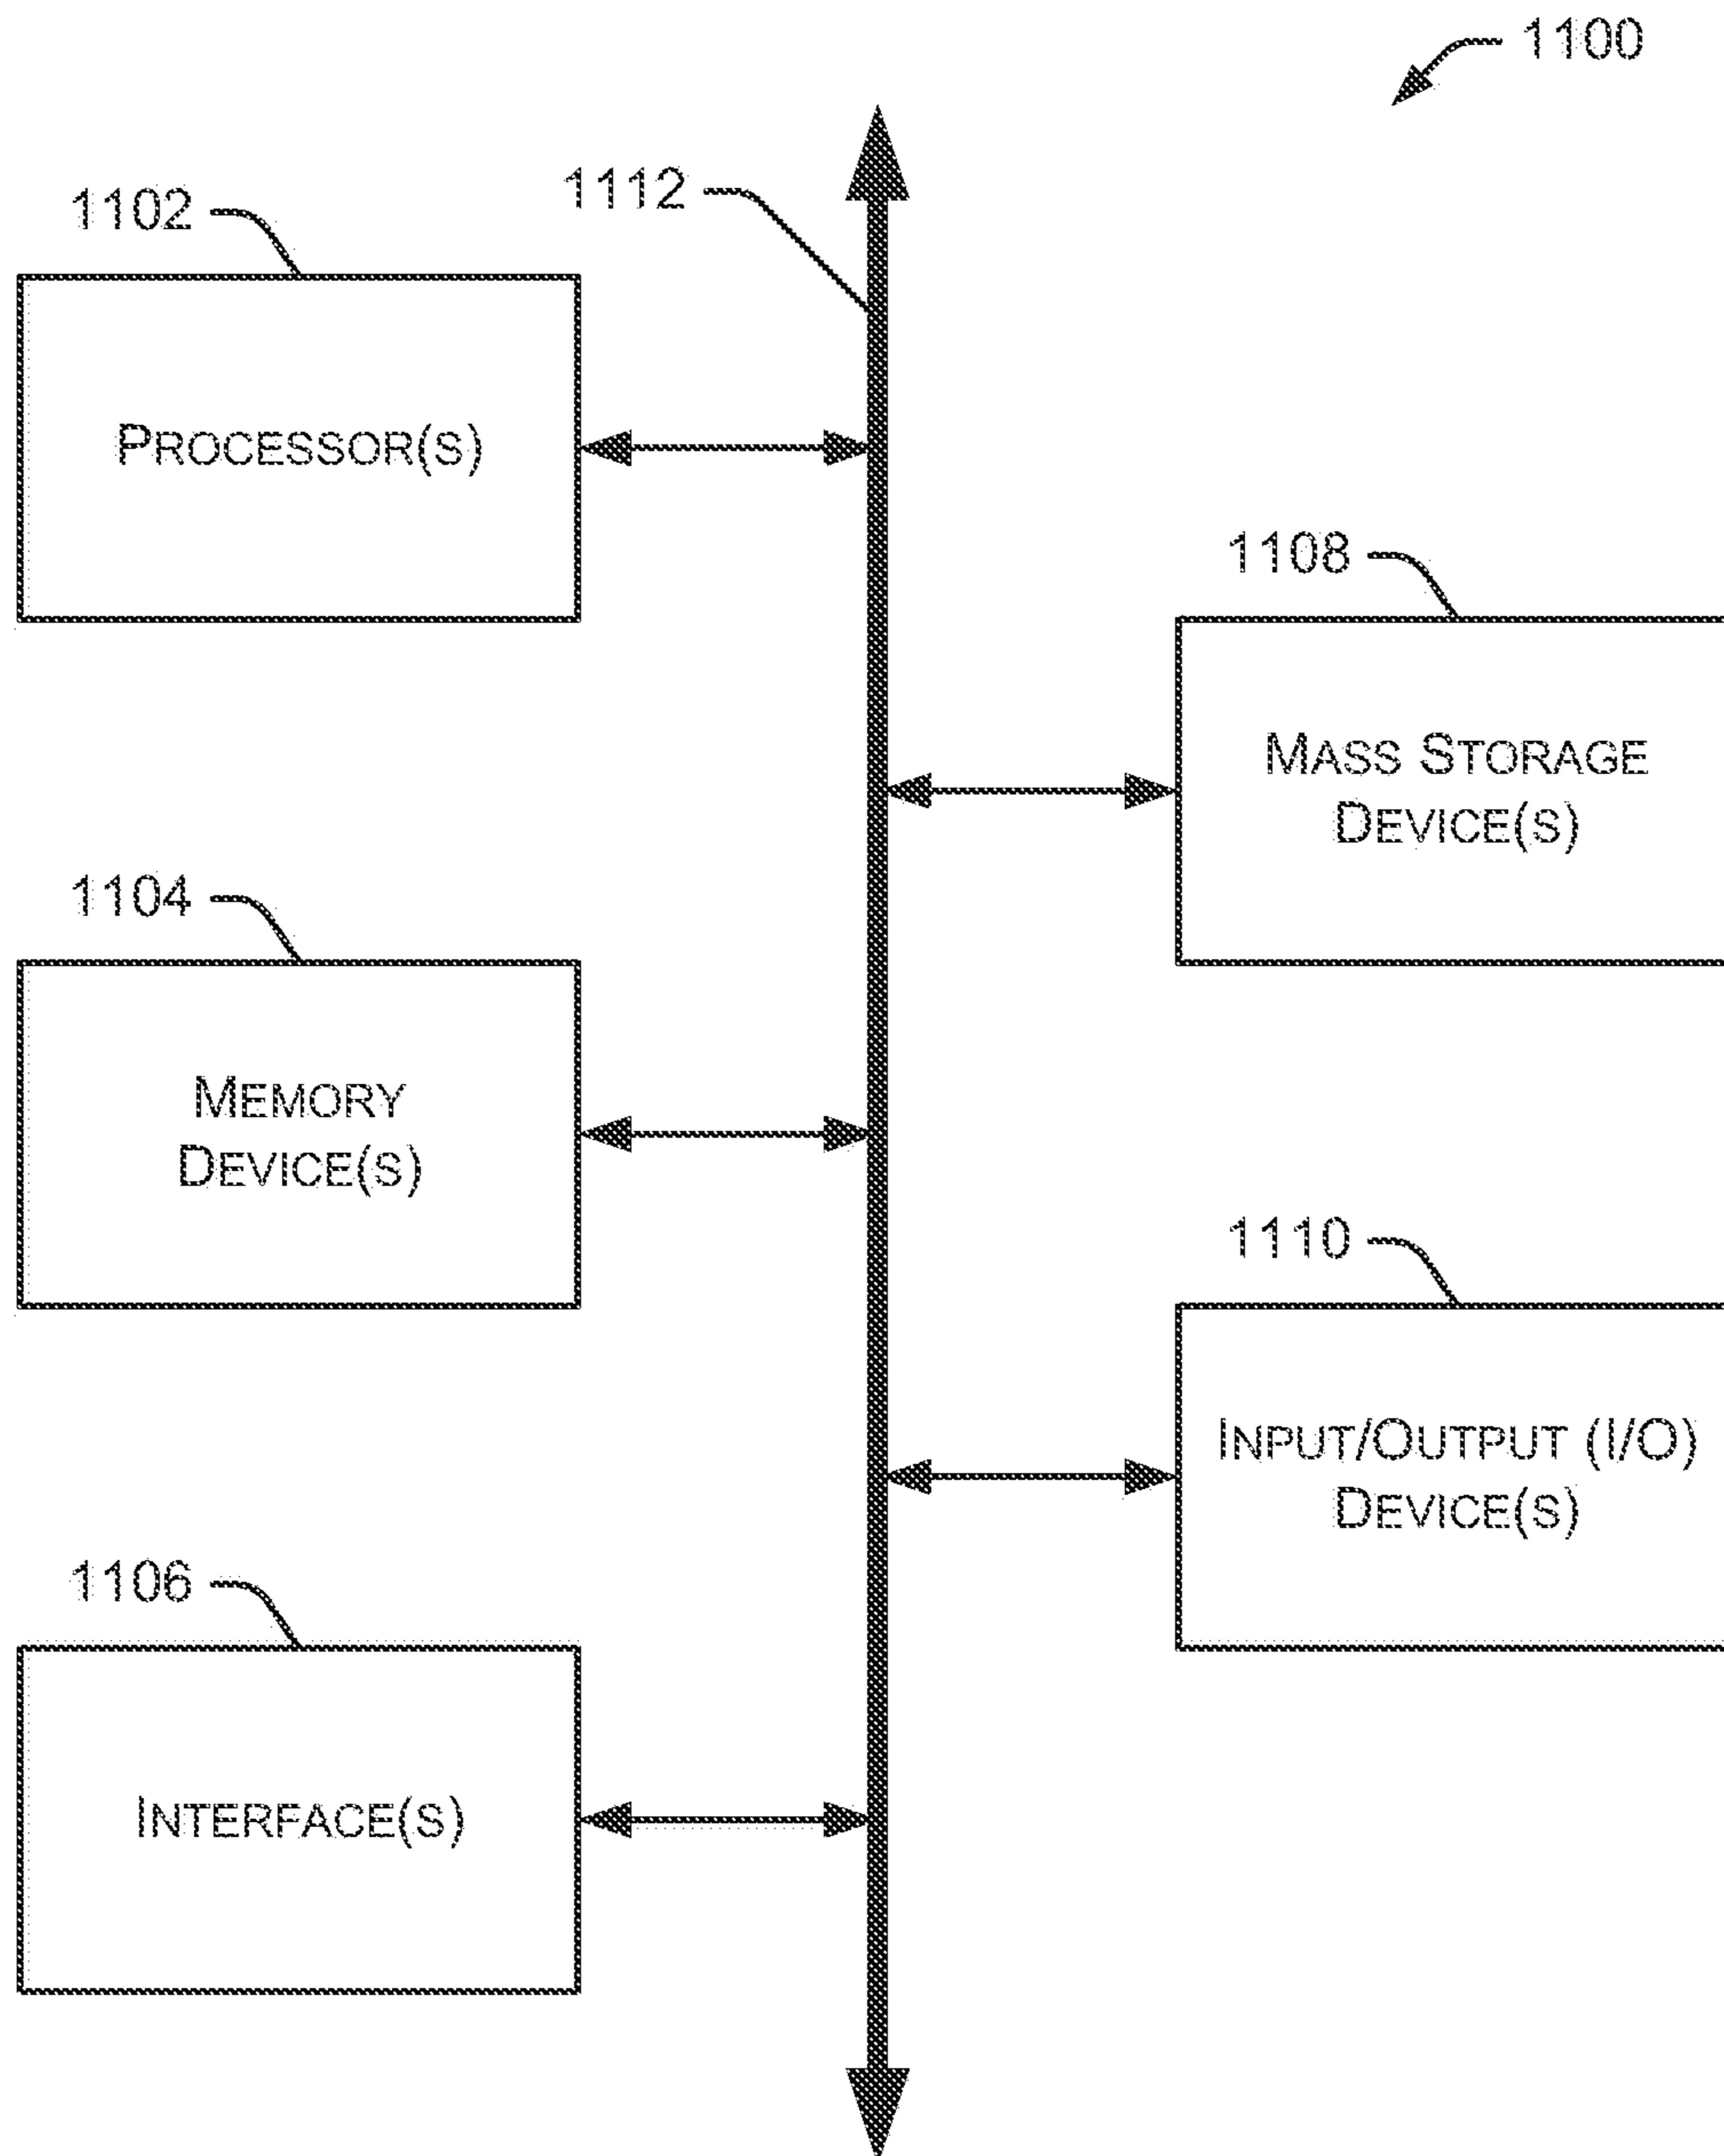 1100
1102
1112
PROCESSOR(S)
1108
MASS STORAGE
DEVICE(S)
1104
MEMORY
DEVICE(S)
1110
INPUT/OUTPUT (I/O)
DEVICE(S)
1106
INTERFACE(S)